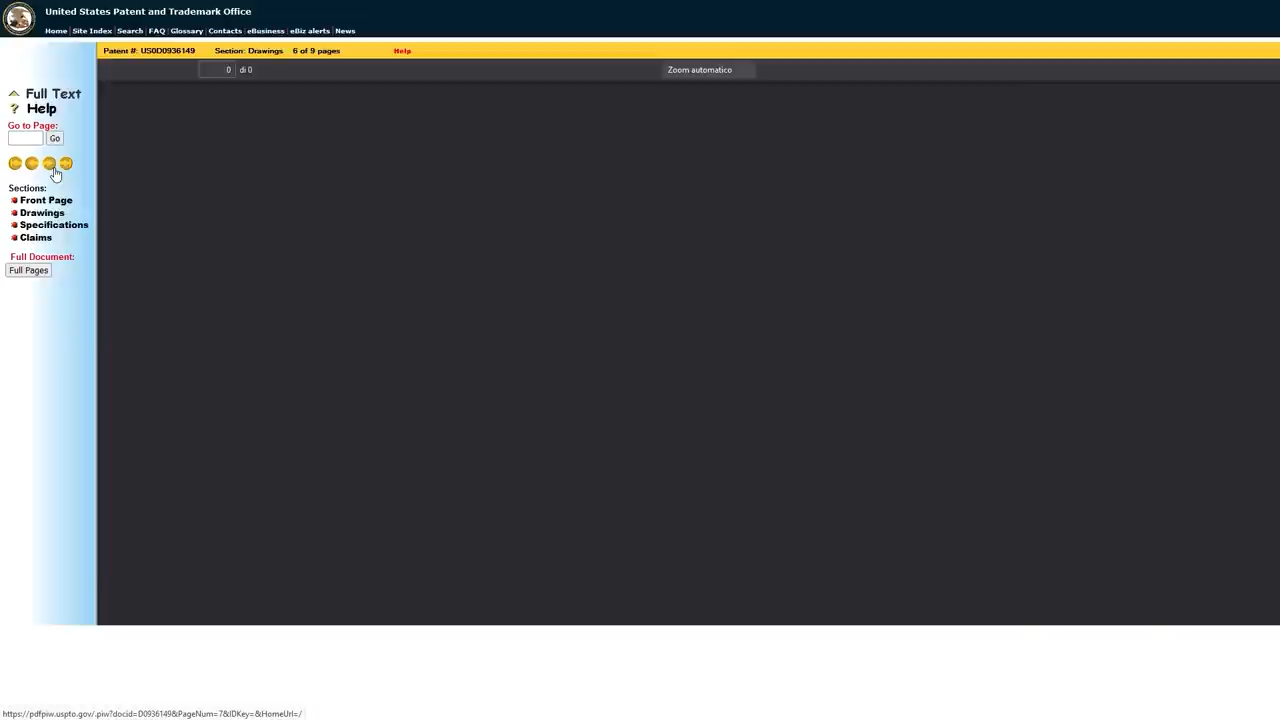 United States Patent and Trademark Office
Home | Site Index | Search | FAQ | Glossary | Contacts | eBusiness | eBiz alerts | News
Patent #: US0D0936149 Section: Drawings 6 of 9 pages Help
0 di 0 Zoom automatico
Full Text
? Help
Go to Page:
Go
Sections:
Front Page
Drawings
Specifications
Claims
Full Document:
Full Pages
https://pdfpiw.uspto.gov/.piw?docid=D0936149&PageNum=7&IDKey=&HomeUrl=/